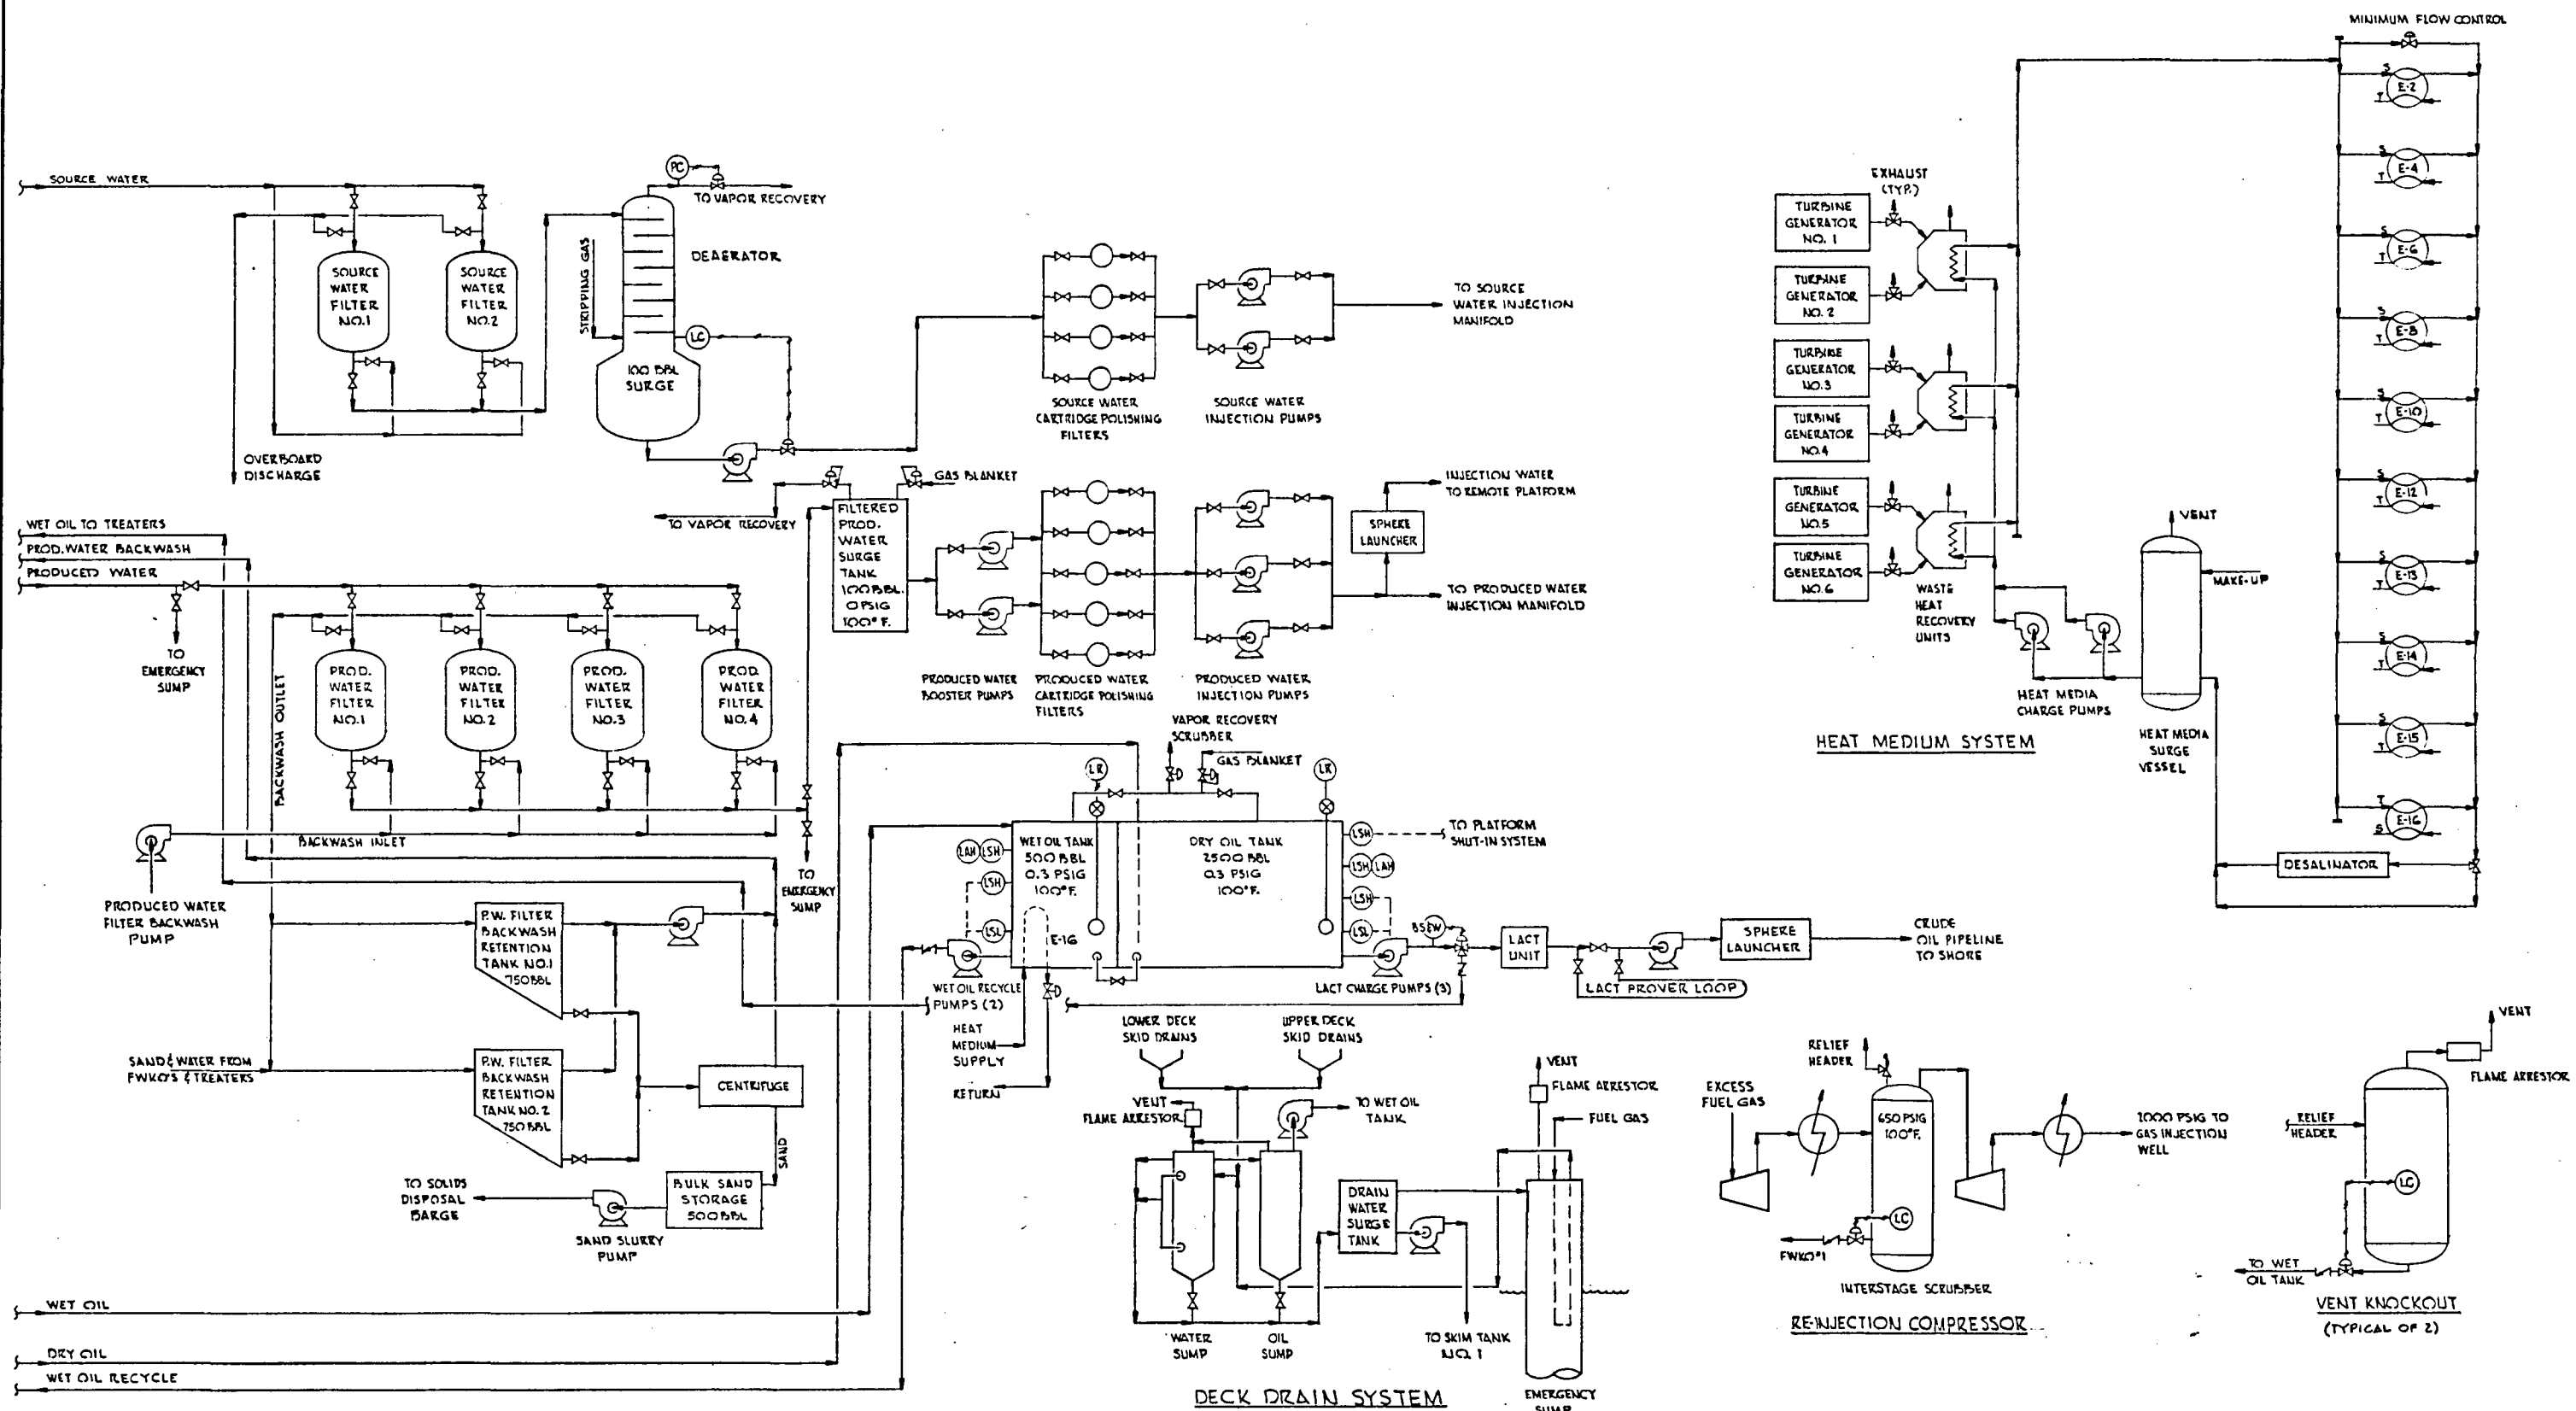 MINIMUM FLOW CONTROL
S
E-2
T
S
E-4
T
S
E-6
T
S
E-8
T
S
E-10
T
S
E-12
T
S
E-13
T
S
E-14
T
S
E-15
T
T
E-16
S
DESALINATOR
EXHAUST
(TYP.)
TURBINE
GENERATOR
NO. 1
TURBINE
GENERATOR
NO. 2
TURBINE
GENERATOR
NO.3
TURBINE
GENERATOR
NO.4
TURBINE
GENERATOR
NO.5
TURBINE
GENERATOR
NO.6
WASTE
HEAT
RECOVERY
UNITS
VENT
MAKE-UP
HEAT MEDIA
CHARGE PUMPS
HEAT MEDIA
SURGE
VESSEL
HEAT MEDIUM SYSTEM
SOURCE WATER
SOURCE
WATER
FILTER
NO.1
SOURCE
WATER
FILTER
NO.2
OVERBOARD
DISCHARGE
PC
TO VAPOR RECOVERY
DEAERATOR
STRIPPING GAS
LC
100 BBL
SURGE
SOURCE WATER
CARTRIDGE POLISHING
FILTERS
SOURCE WATER
INJECTION PUMPS
TO SOURCE
WATER INJECTION
MANIFOLD
WET OIL TO TREATERS
PROD. WATER BACKWASH
PRODUCED WATER
TO
EMERGENCY
SUMP
BACKWASH OUTLET
PROD.
WATER
FILTER
NO.1
PROD.
WATER
FILTER
NO.2
PROD.
WATER
FILTER
NO.3
PROD.
WATER
FILTER
NO.4
BACKWASH INLET
PRODUCED WATER
FILTER BACKWASH
PUMP
TO
EMERGENCY
SUMP
GAS BLANKET
TO VAPOR RECOVERY
FILTERED
PROD.
WATER
SURGE
TANK
100BBL.
0 PSIG
100°F.
PRODUCED WATER
BOOSTER PUMPS
PRODUCED WATER
CARTRIDGE POLISHING
FILTERS
PRODUCED WATER
INJECTION PUMPS
INJECTION WATER
TO REMOTE PLATFORM
SPHERE
LAUNCHER
TO PRODUCED WATER
INJECTION MANIFOLD
P.W. FILTER
BACKWASH
RETENTION
TANK NO.1
750BBL
SAND & WATER FROM
FWKO'S & TREATERS
P.W. FILTER
BACKWASH
RETENTION
TANK NO. 2
750 BBL
CENTRIFUGE
SAND
BULK SAND
STORAGE
500BBL
TO SOLIDS
DISPOSAL
BARGE
SAND SLURRY
PUMP
VAPOR RECOVERY
SCRUBBER
GAS BLANKET
LR
LR
WET OIL TANK
500 BBL
0.3 PSIG
100°F.
DRY OIL TANK
2500 BBL
0.3 PSIG
100°F.
LAH LSH
LSH
LSL
E-16
LSH
LSH LAH
LSH
LSL
TO PLATFORM
SHUT-IN SYSTEM
WET OIL RECYCLE
PUMPS (2)
HEAT
MEDIUM
SUPPLY
RETURN
BS&W
LACT CHARGE PUMPS (3)
LACT
UNIT
LACT PROVER LOOP
SPHERE
LAUNCHER
CRUDE
OIL PIPELINE
TO SHORE
WET OIL
DRY OIL
WET OIL RECYCLE
LOWER DECK
SKID DRAINS
UPPER DECK
SKID DRAINS
VENT
FLAME ARRESTOR
TO WET OIL
TANK
WATER
SUMP
OIL
SUMP
DRAIN
WATER
SURGE
TANK
TO SKIM TANK
NO. 1
VENT
FLAME ARRESTOR
FUEL GAS
EMERGENCY
SUMP
DECK DRAIN SYSTEM
EXCESS
FUEL GAS
RELIEF
HEADER
650 PSIG
100°F.
LC
FWKO#1
INTERSTAGE SCRUBBER
2000 PSIG TO
GAS INJECTION
WELL
RE-INJECTION COMPRESSOR
VENT
FLAME ARRESTOR
RELIEF
HEADER
LC
TO WET
OIL TANK
VENT KNOCKOUT
(TYPICAL OF 2)